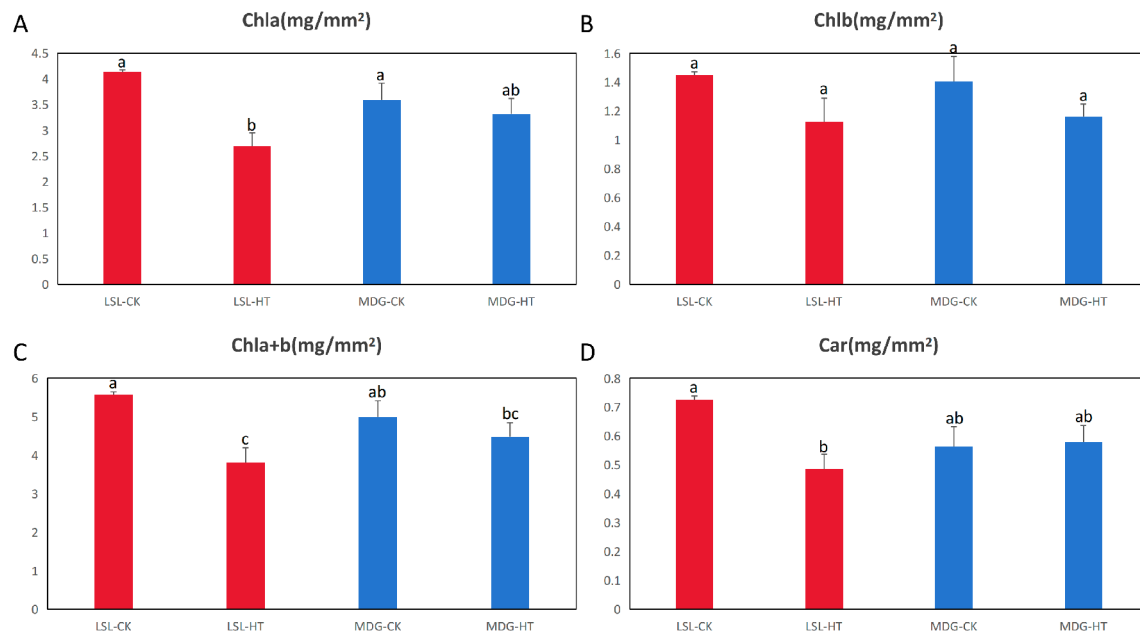 A
Chla(mg/mm²)
4.5
4
3.5
3
2.5
2
1.5
1
0.5
0
a
b
a
ab
LSL-CK LSL-HT MDG-CK MDG-HT
B
Chlb(mg/mm²)
1.6
1.4
1.2
1
0.8
0.6
0.4
0.2
0
a
a
a
a
LSL-CK LSL-HT MDG-CK MDG-HT
C
Chla+b(mg/mm²)
6
5
4
3
2
1
0
a
c
ab
bc
LSL-CK LSL-HT MDG-CK MDG-HT
D
Car(mg/mm²)
0.8
0.7
0.6
0.5
0.4
0.3
0.2
0.1
0
a
b
ab
ab
LSL-CK LSL-HT MDG-CK MDG-HT